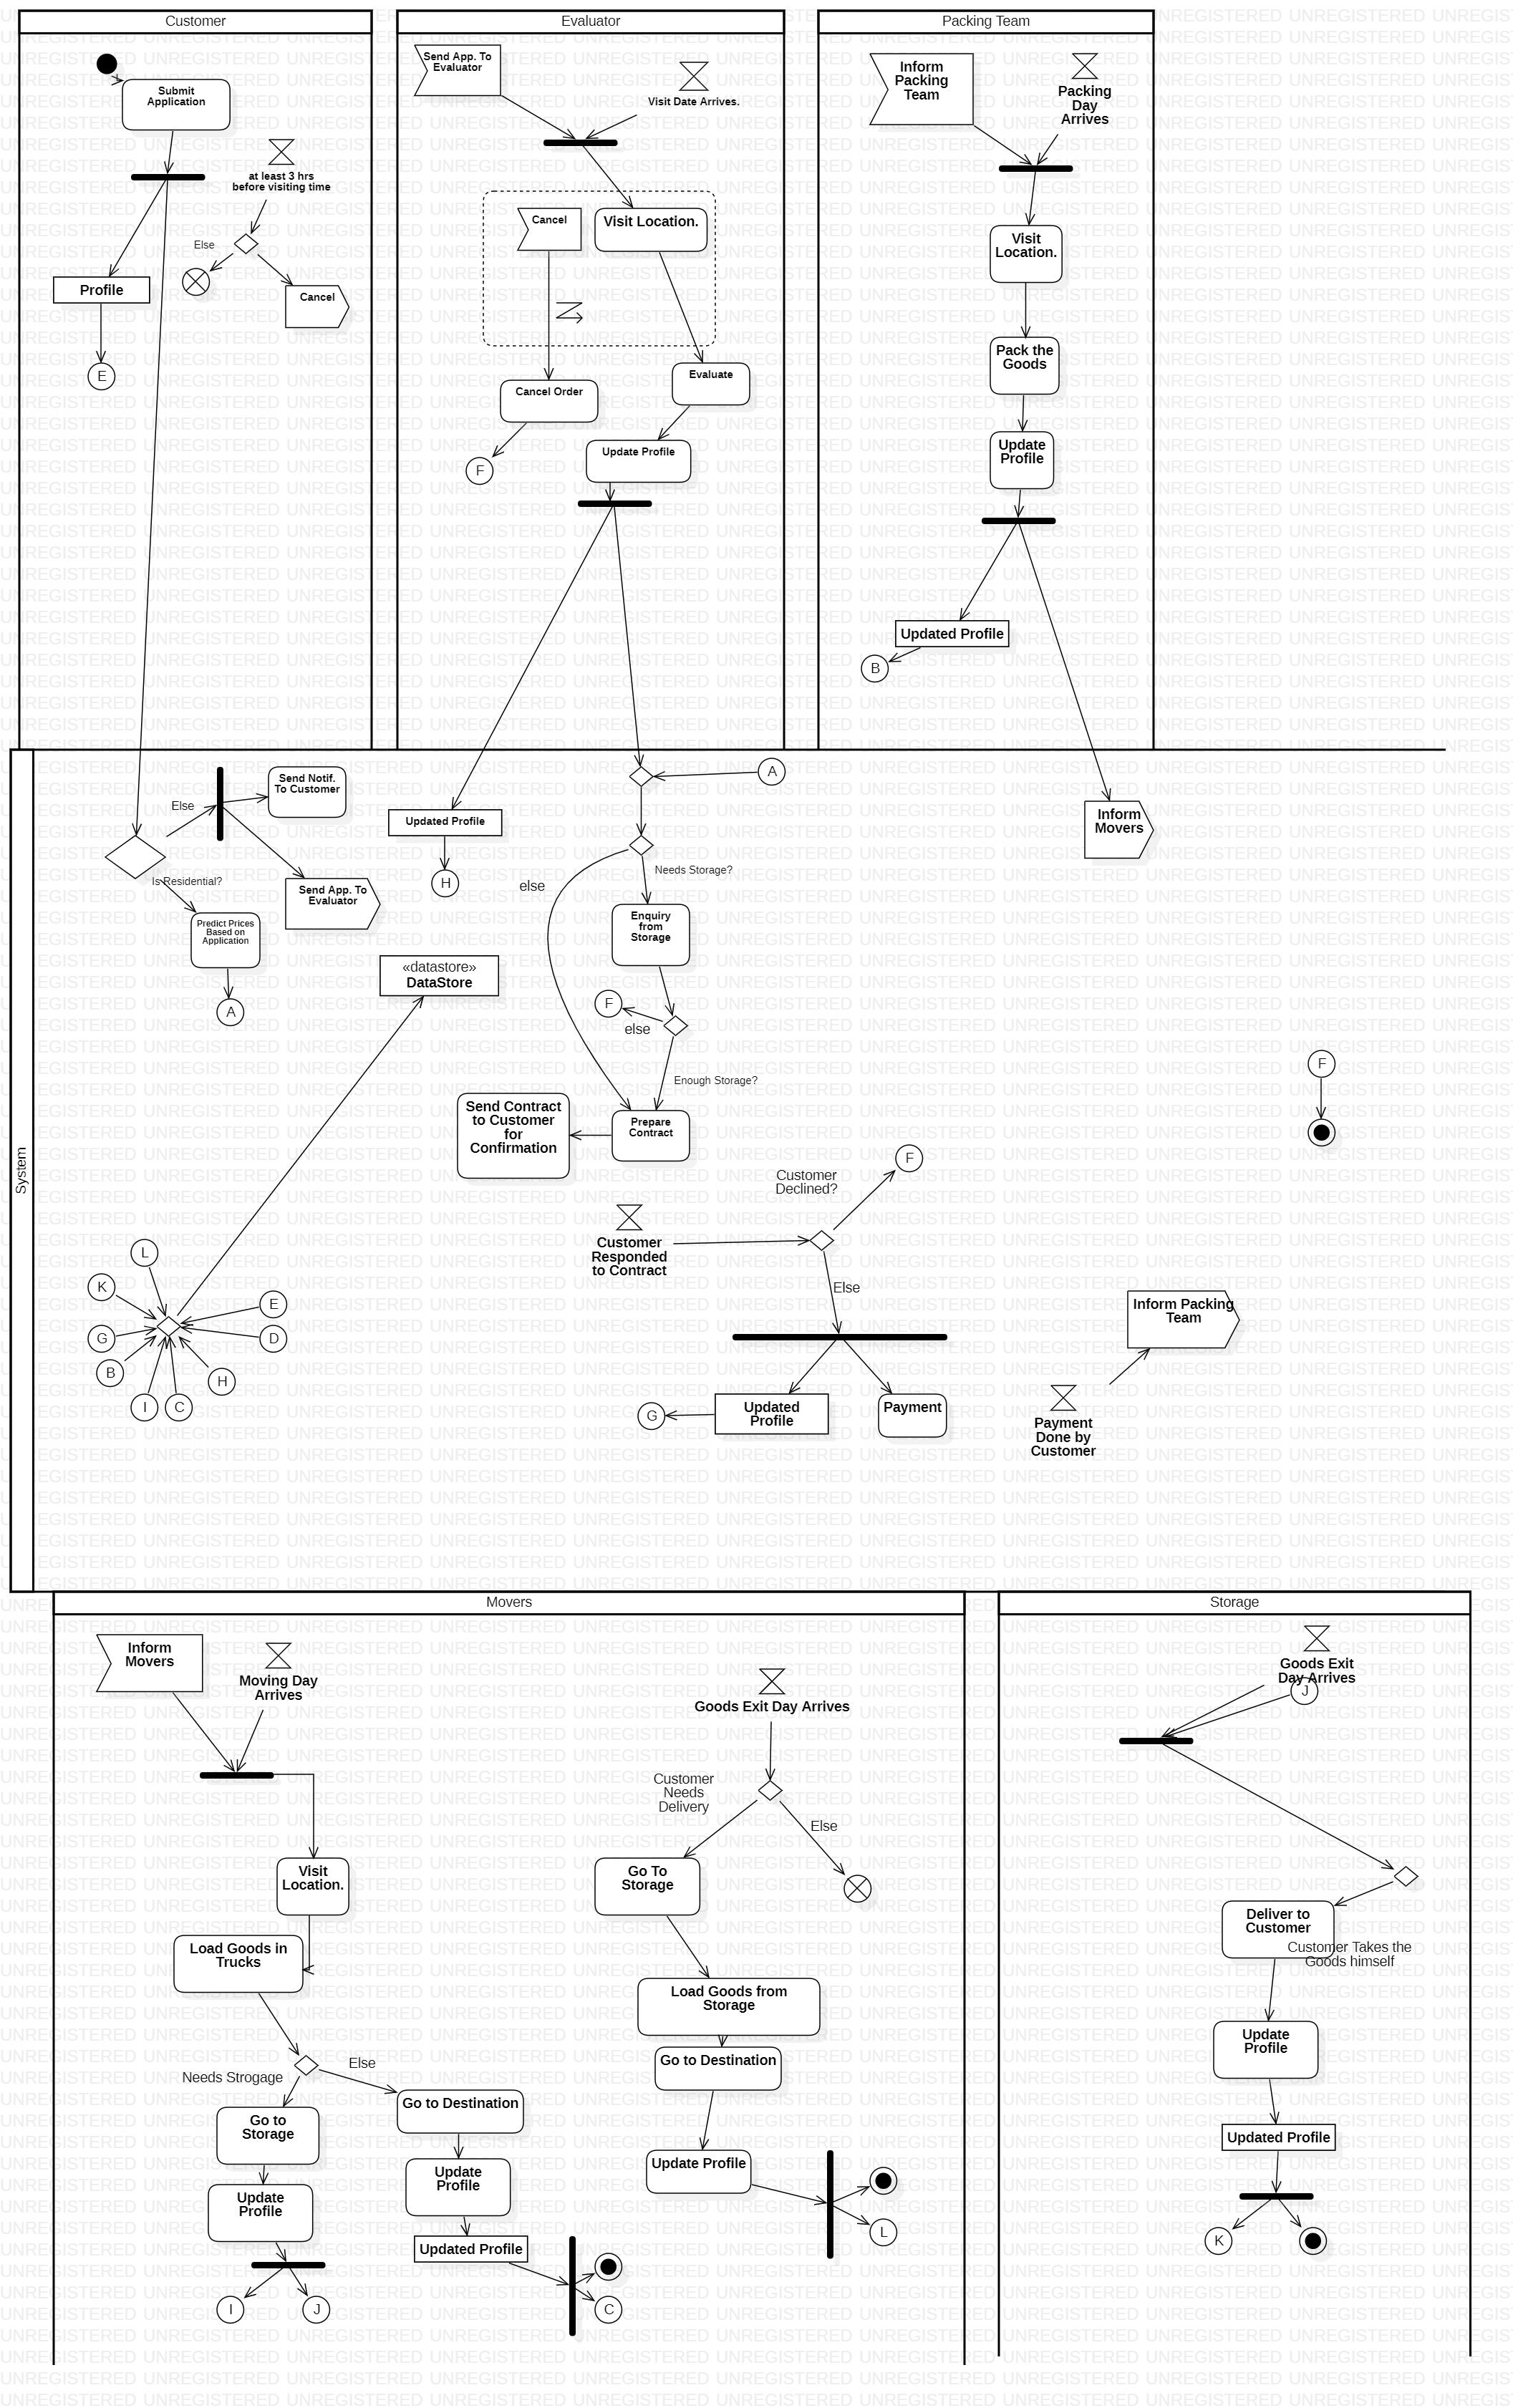 Customer
Submit
Application
at least 3 hrs
before visiting time
Else
Profile
Cancel
E
Evaluator
Send App. To
Evaluator
Visit Date Arrives.
Cancel
Visit Location.
Cancel Order
Evaluate
F
Update Profile
Packing Team
Inform
Packing
Team
Packing
Day
Arrives
Visit
Location.
Pack the
Goods
Update
Profile
Updated Profile
B
System
Send Notif.
To Customer
Else
Is Residential?
Send App. To
Evaluator
Predict Prices
Based on
Application
A
Updated Profile
H
A
Needs Storage?
else
Enquiry
from
Storage
«datastore»
DataStore
F
else
Enough Storage?
Send Contract
to Customer
for
Confirmation
Prepare
Contract
Inform
Movers
F
Customer
Declined?
F
Customer
Responded
to Contract
Else
L
K
E
G
D
B
H
I
C
Updated
Profile
G
Payment
Inform Packing
Team
Payment
Done by
Customer
Movers
Inform
Movers
Moving Day
Arrives
Visit
Location.
Load Goods in
Trucks
Needs Strogage
Else
Go to
Storage
Go to Destination
Update
Profile
Update
Profile
Updated Profile
I
J
C
Goods Exit Day Arrives
Customer
Needs
Delivery
Else
Go To
Storage
Load Goods from
Storage
Go to Destination
Update Profile
L
Storage
Goods Exit
Day Arrives
J
Deliver to
Customer
Customer Takes the
Goods himself
Update
Profile
Updated Profile
K